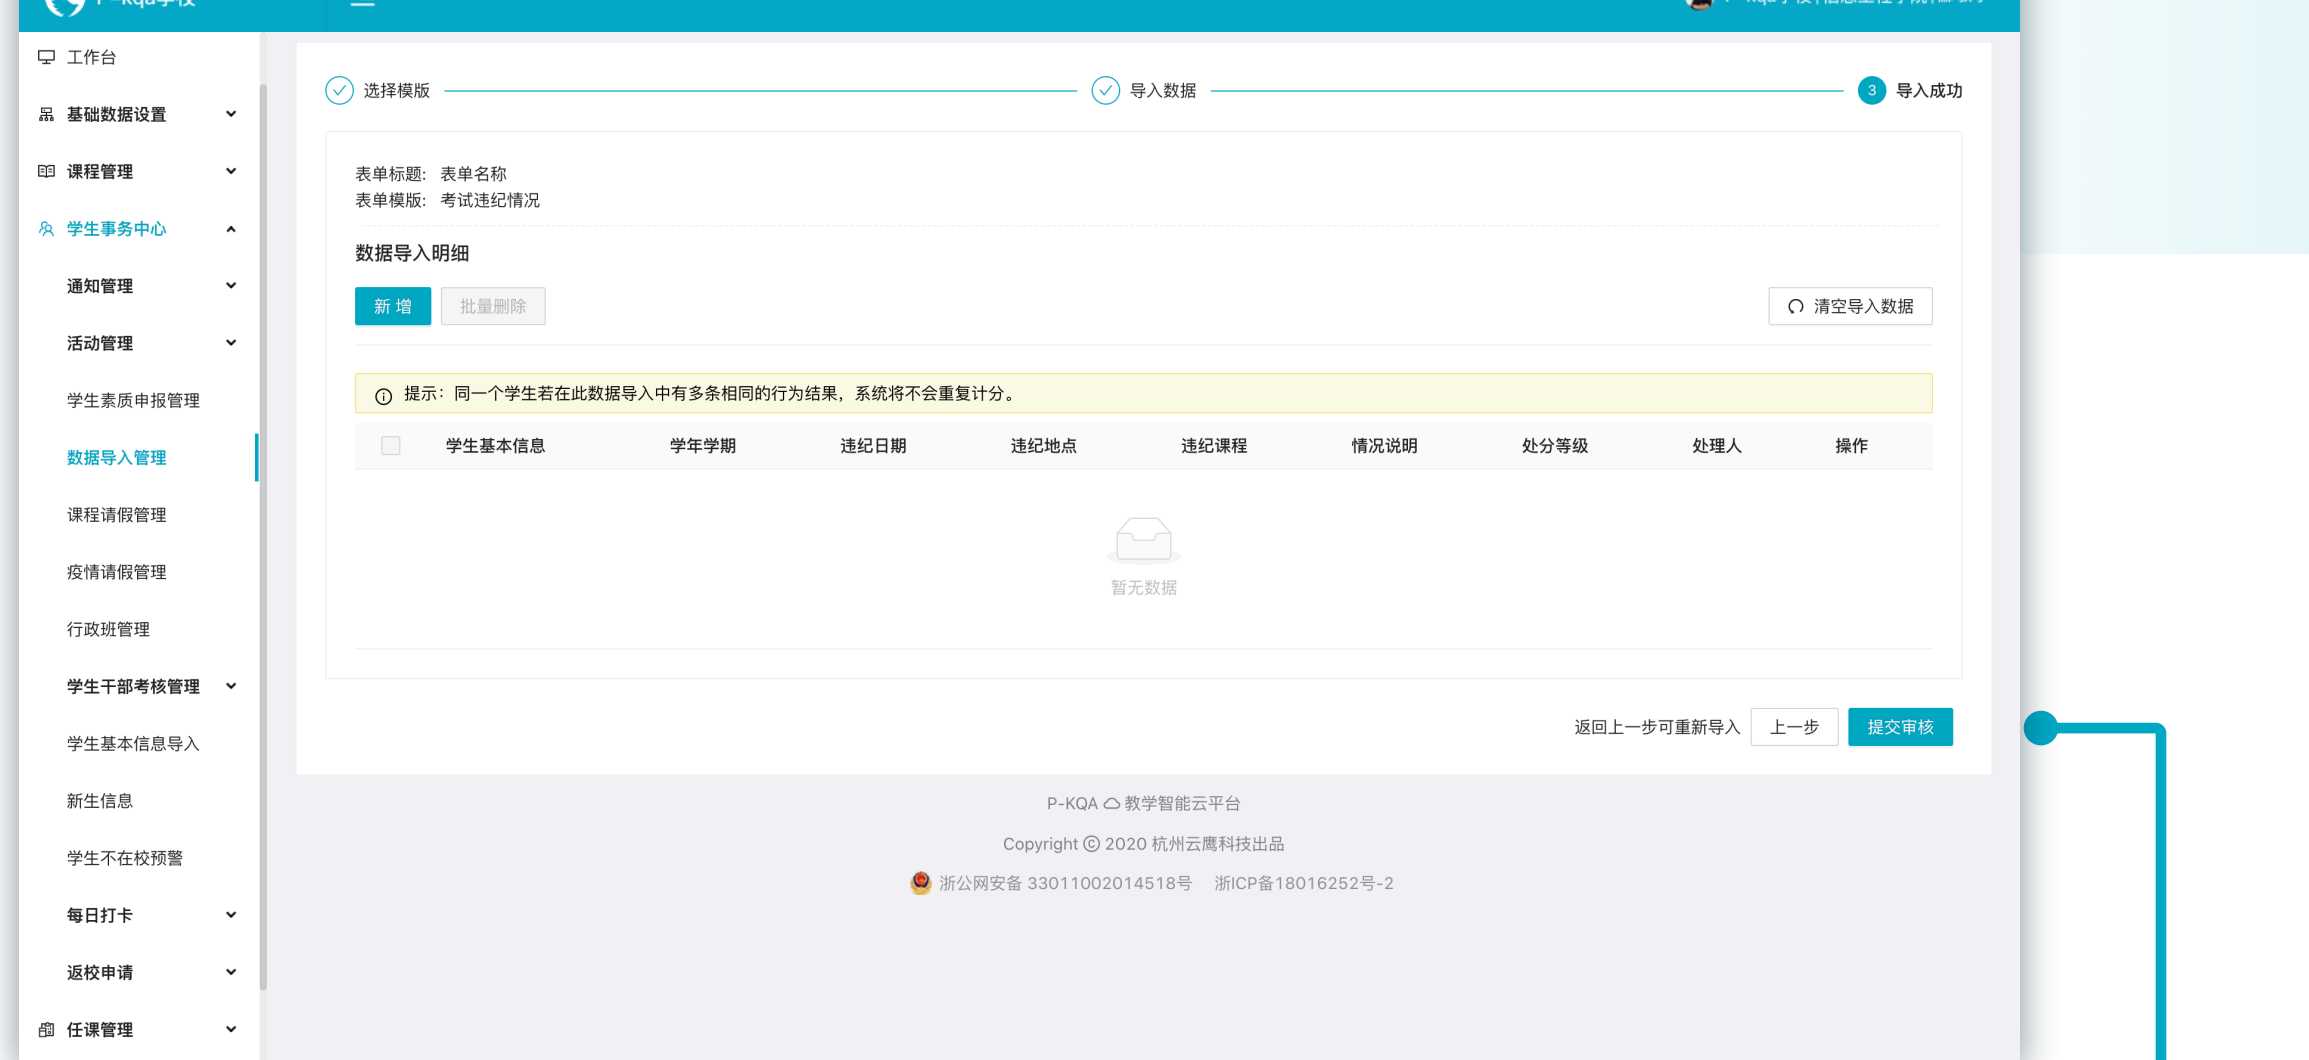 P-kqa学校
工作台
基础数据设置
课程管理
学生事务中心
通知管理
活动管理
学生素质申报管理
数据导入管理
课程请假管理
疫情请假管理
行政班管理
学生干部考核管理
学生基本信息导入
新生信息
学生不在校预警
每日打卡
返校申请
任课管理
选择模版 导入数据 3 导入成功
表单标题: 表单名称
表单模版: 考试违纪情况
数据导入明细
新 增 批量删除 清空导入数据
提示：同一个学生若在此数据导入中有多条相同的行为结果，系统将不会重复计分。
学生基本信息 学年学期 违纪日期 违纪地点 违纪课程 情况说明 处分等级 处理人 操作
暂无数据
返回上一步可重新导入 上一步 提交审核
P-KQA 教学智能云平台
Copyright © 2020 杭州云鹰科技出品
浙公网安备 33011002014518号 浙ICP备18016252号-2